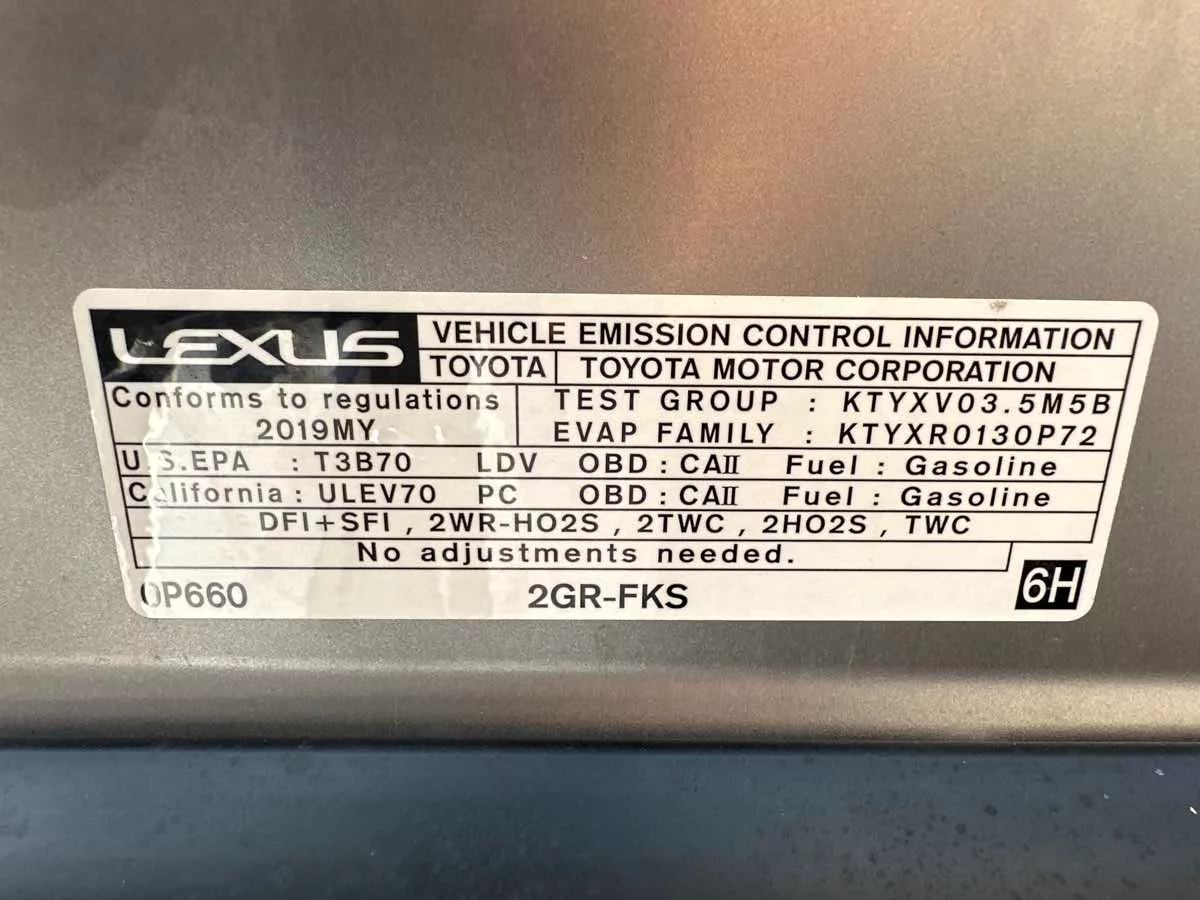 LEXUS
VEHICLE EMISSION CONTROL INFORMATION
TOYOTA TOYOTA MOTOR CORPORATION
Conforms to regulations
2019MY
TEST GROUP : KTYXV03.5M5B
EVAP FAMILY : KTYXR0130P72
U.S.EPA : T3B70 LDV OBD : CAII Fuel : Gasoline
California : ULEV70 PC OBD : CAII Fuel : Gasoline
DFI+SFI , 2WR-HO2S , 2TWC , 2HO2S , TWC
No adjustments needed.
0P660 2GR-FKS 6H